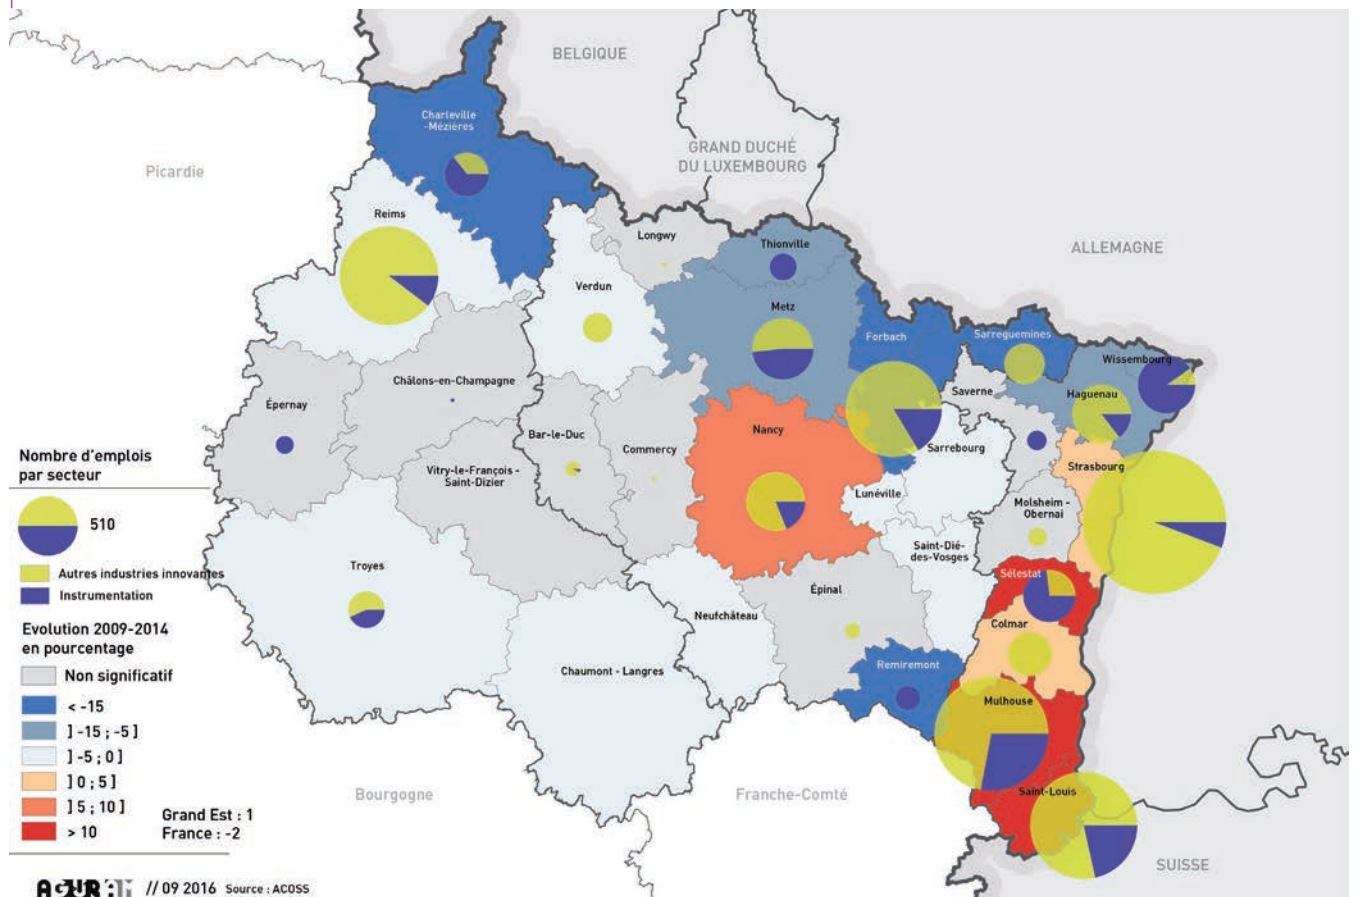 BELGIQUE
Charleville
-Mézières
GRAND DUCHÉ
DU LUXEMBOURG
Picardie
Reims
Longwy
Thionville
ALLEMAGNE
Verdun
Metz
Forbach
Sarreguemines
Wissembourg
Châlons-en-Champagne
Saverne
Haguenau
Épernay
Nancy
Bar-le-Duc
Commercy
Sarrebourg
Strasbourg
Nombre d'emplois
par secteur
Vitry-le-François -
Saint-Dizier
Lunéville
Molsheim -
Obernai
510
Saint-Dié-
des-Vosges
Autres industries innovantes
Troyes
Sélestat
Instrumentation
Épinal
Neufchâteau
Colmar
Evolution 2009-2014
en pourcentage
Non significatif
Chaumont - Langres
Remiremont
< -15
Mulhouse
] -15 ; -5 ]
] -5 ; 0 ]
] 0 ; 5 ]
Bourgogne
Franche-Comté
Saint-Louis
] 5 ; 10 ]
Grand Est : 1
> 10
France : -2
SUISSE
// 09 2016 Source : ACOSS